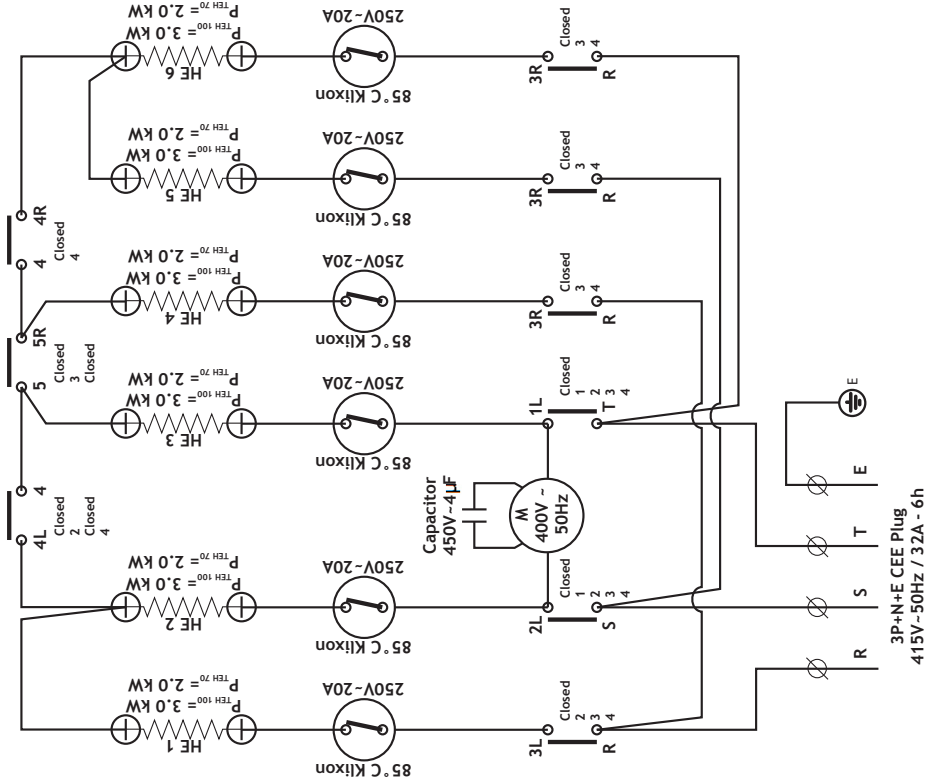 HE 6
P TEH 100 = 3.0 kW
P TEH 70 = 2.0 kW
85°C Klixon
250V~20A
3R
R
Closed
3
4
HE 5
P TEH 100 = 3.0 kW
P TEH 70 = 2.0 kW
85°C Klixon
250V~20A
3R
R
Closed
3
4
4R
4
Closed
4
HE 4
P TEH 100 = 3.0 kW
P TEH 70 = 2.0 kW
85°C Klixon
250V~20A
3R
R
Closed
3
4
5R
5
Closed
3
Closed
HE 3
P TEH 100 = 3.0 kW
P TEH 70 = 2.0 kW
85°C Klixon
250V~20A
1L
T
Closed
1
2
3
4
4
4L
Closed
2
4
Capacitor
450V~4µF
M
400V ~
50Hz
HE 2
P TEH 100 = 3.0 kW
P TEH 70 = 2.0 kW
85°C Klixon
250V~20A
2L
S
Closed
1
2
3
4
HE 1
P TEH 100 = 3.0 kW
P TEH 70 = 2.0 kW
85°C Klixon
250V~20A
3L
R
Closed
2
3
4
E
R
S
T
E
3P+N+E CEE Plug
415V~50Hz / 32A - 6h